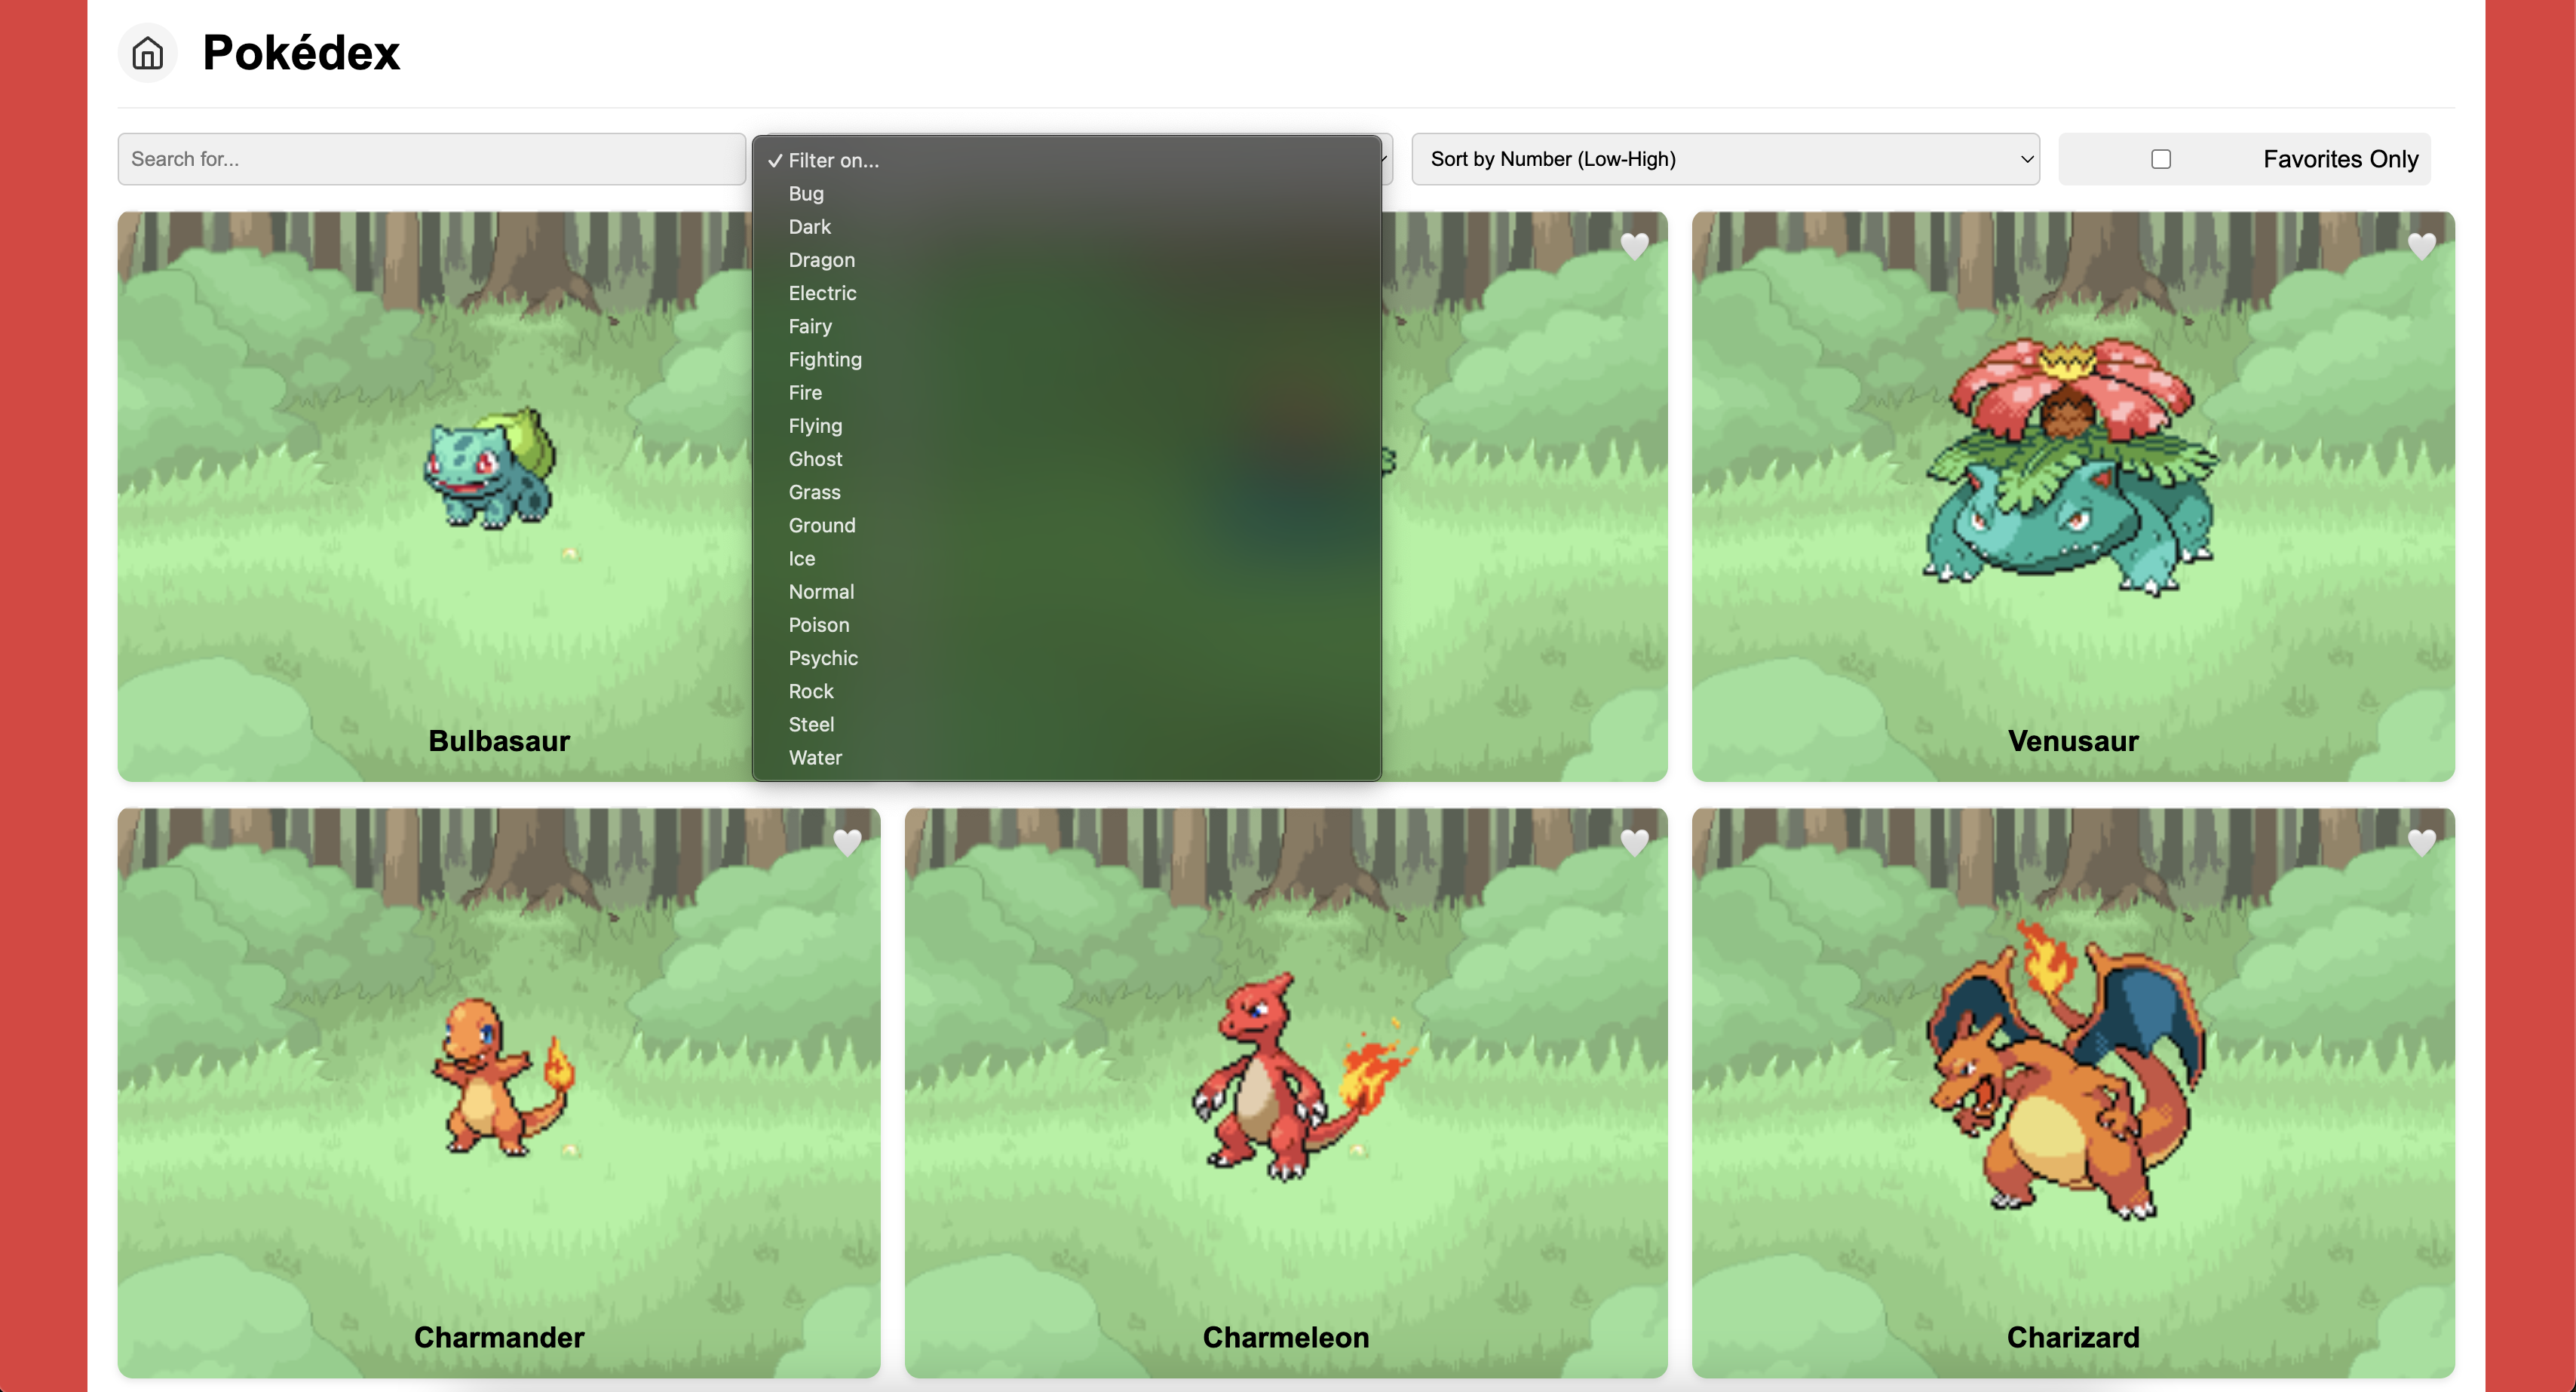 Pokédex
Search for...
Filter on...
Bug
Dark
Dragon
Electric
Fairy
Fighting
Fire
Flying
Ghost
Grass
Ground
Ice
Normal
Poison
Psychic
Rock
Steel
Water
Sort by Number (Low-High)
Favorites Only
Bulbasaur
Venusaur
Charmander
Charmeleon
Charizard